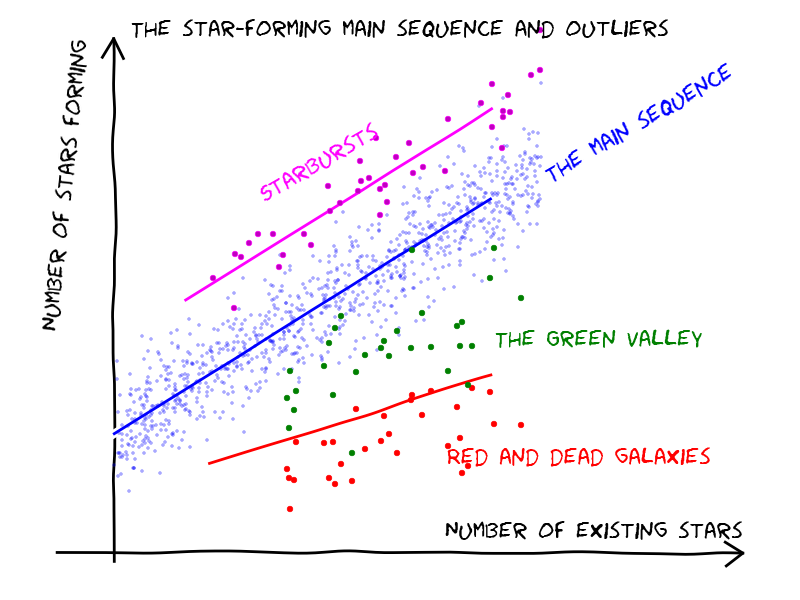 THE STAR-FORMING MAIN SEQUENCE AND OUTLIERS
NUMBER OF STARS FORMING
STARBURSTS
THE MAIN SEQUENCE
THE GREEN VALLEY
RED AND DEAD GALAXIES
NUMBER OF EXISTING STARS